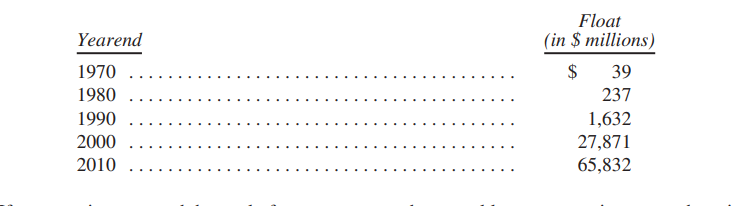 Float
Yearend (in $ millions)
1970 ........................................ $ 39
1980 ........................................ 237
1990 ........................................ 1,632
2000 ........................................ 27,871
2010 ........................................ 65,832